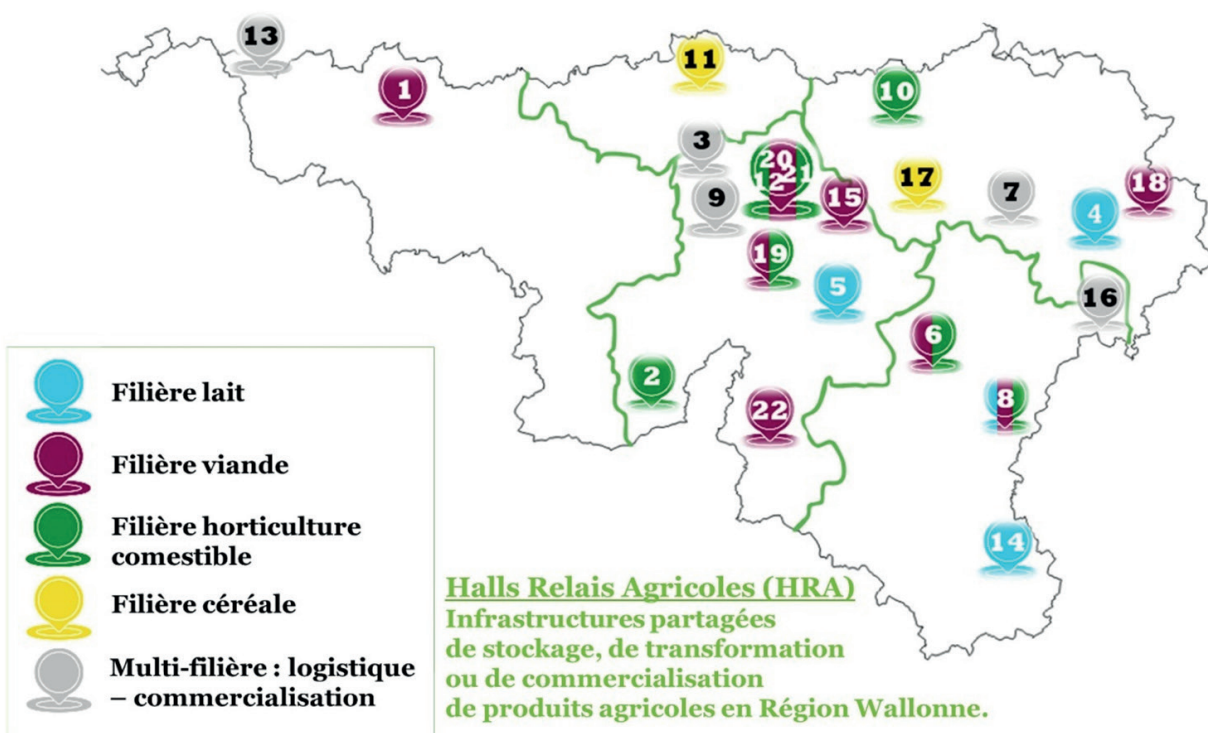 13
11
1
10
3
20
12 21
17
18
15
7
9
4
19
5
16
6
2
8
22
14
Filière lait
Filière viande
Filière horticulture
comestible
Filière céréale
Multi-filière : logistique
– commercialisation
Halls Relais Agricoles (HRA)
Infrastructures partagées
de stockage, de transformation
ou de commercialisation
de produits agricoles en Région Wallonne.